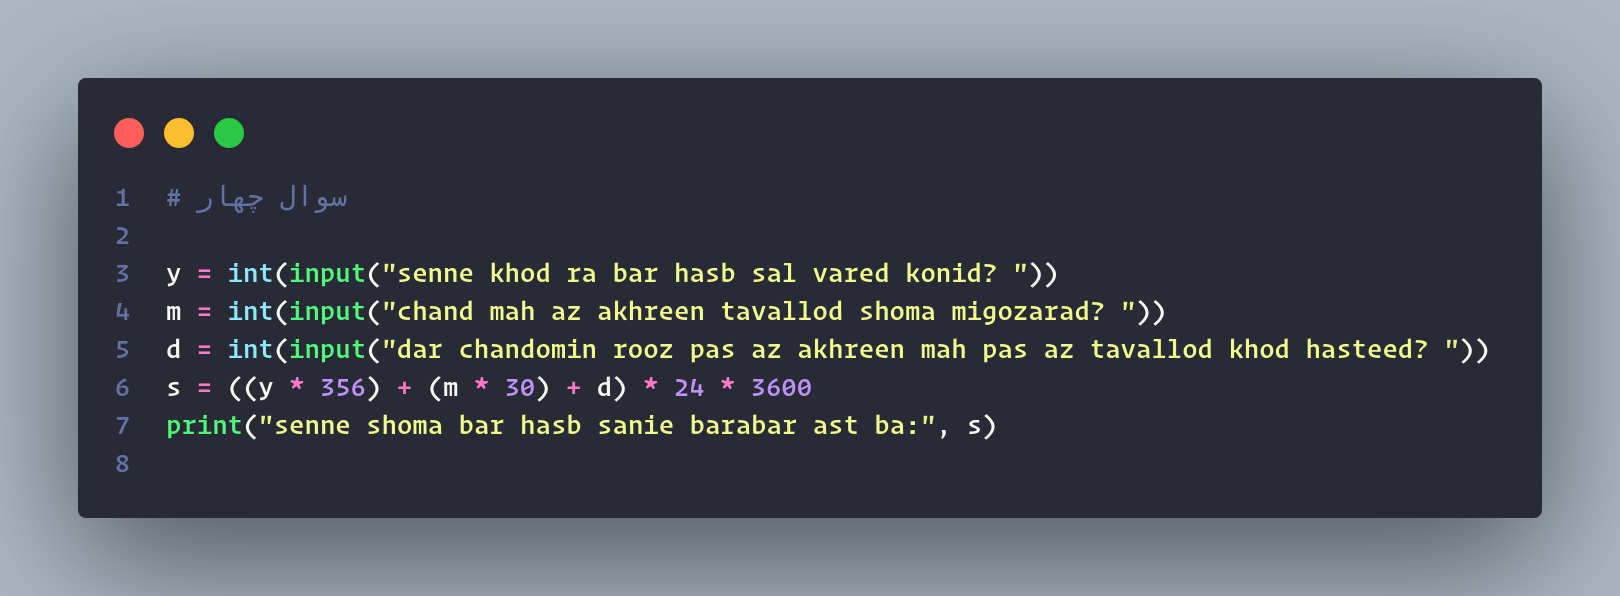 1 # سوال چهار
2
3 y = int(input("senne khod ra bar hasb sal vared konid? "))
4 m = int(input("chand mah az akhreen tavallod shoma migozarad? "))
5 d = int(input("dar chandomin rooz pas az akhreen mah pas az tavallod khod hasteed? "))
6 s = ((y * 356) + (m * 30) + d) * 24 * 3600
7 print("senne shoma bar hasb sanie barabar ast ba:", s)
8